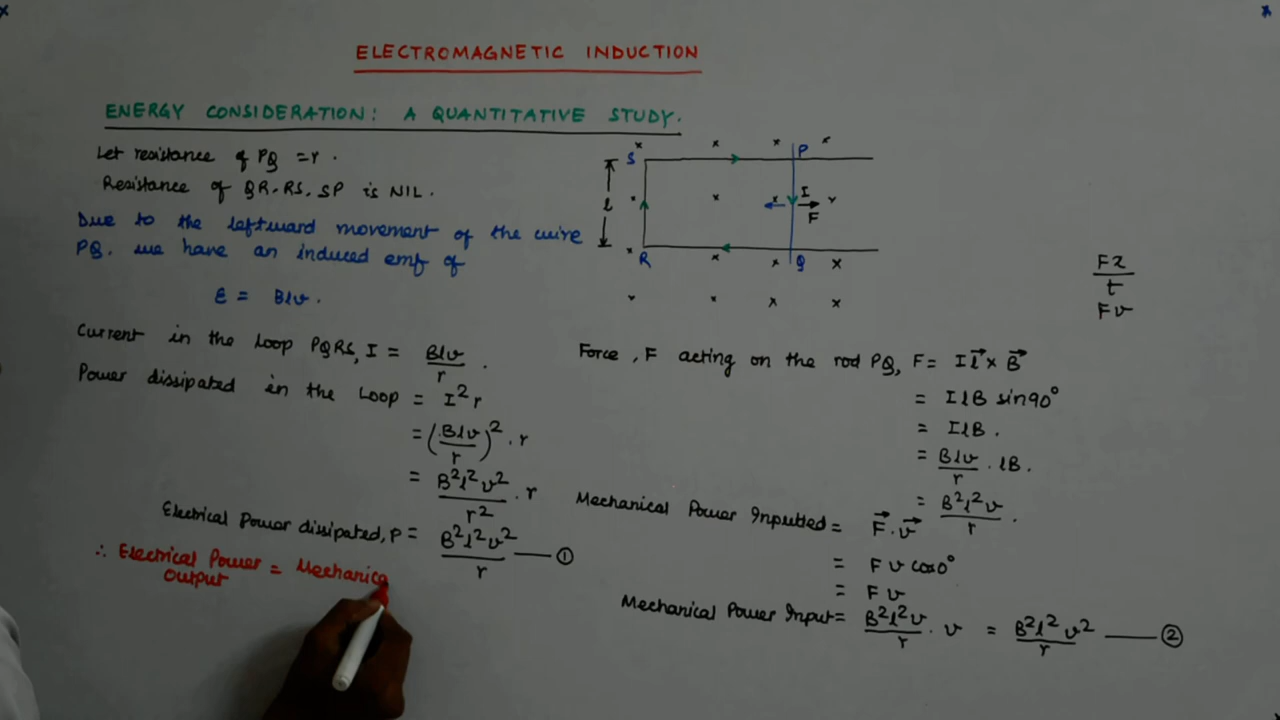 ELECTROMAGNETIC INDUCTION
ENERGY CONSIDERATION: A QUANTITATIVE STUDY.
Let resistance of PQ = r.
Resistance of QR, RS, SP is NIL.
Due to the leftward movement of the wire
PQ, we have an induced emf of
ε = Blv.
Current in the loop PQRS, I = Blv/r.
Power dissipated in the loop = I²r
= (Blv/r)² . r
= B²l²v²/r² . r
Electrical Power dissipated, P = B²l²v²/r — ①
∴ Electrical Power = Mechanica
output
S P
l I
F
R Q
Fx/t
Fv
Force, F acting on the rod PQ, F = I l⃗ × B⃗
= IlB sin90°
= IlB.
= Blv/r . lB.
= B²l²v/r.
Mechanical Power Inputted = F⃗.v⃗
= Fv cos0°
= Fv
Mechanical Power Input = B²l²v/r . v = B²l²v²/r — ②